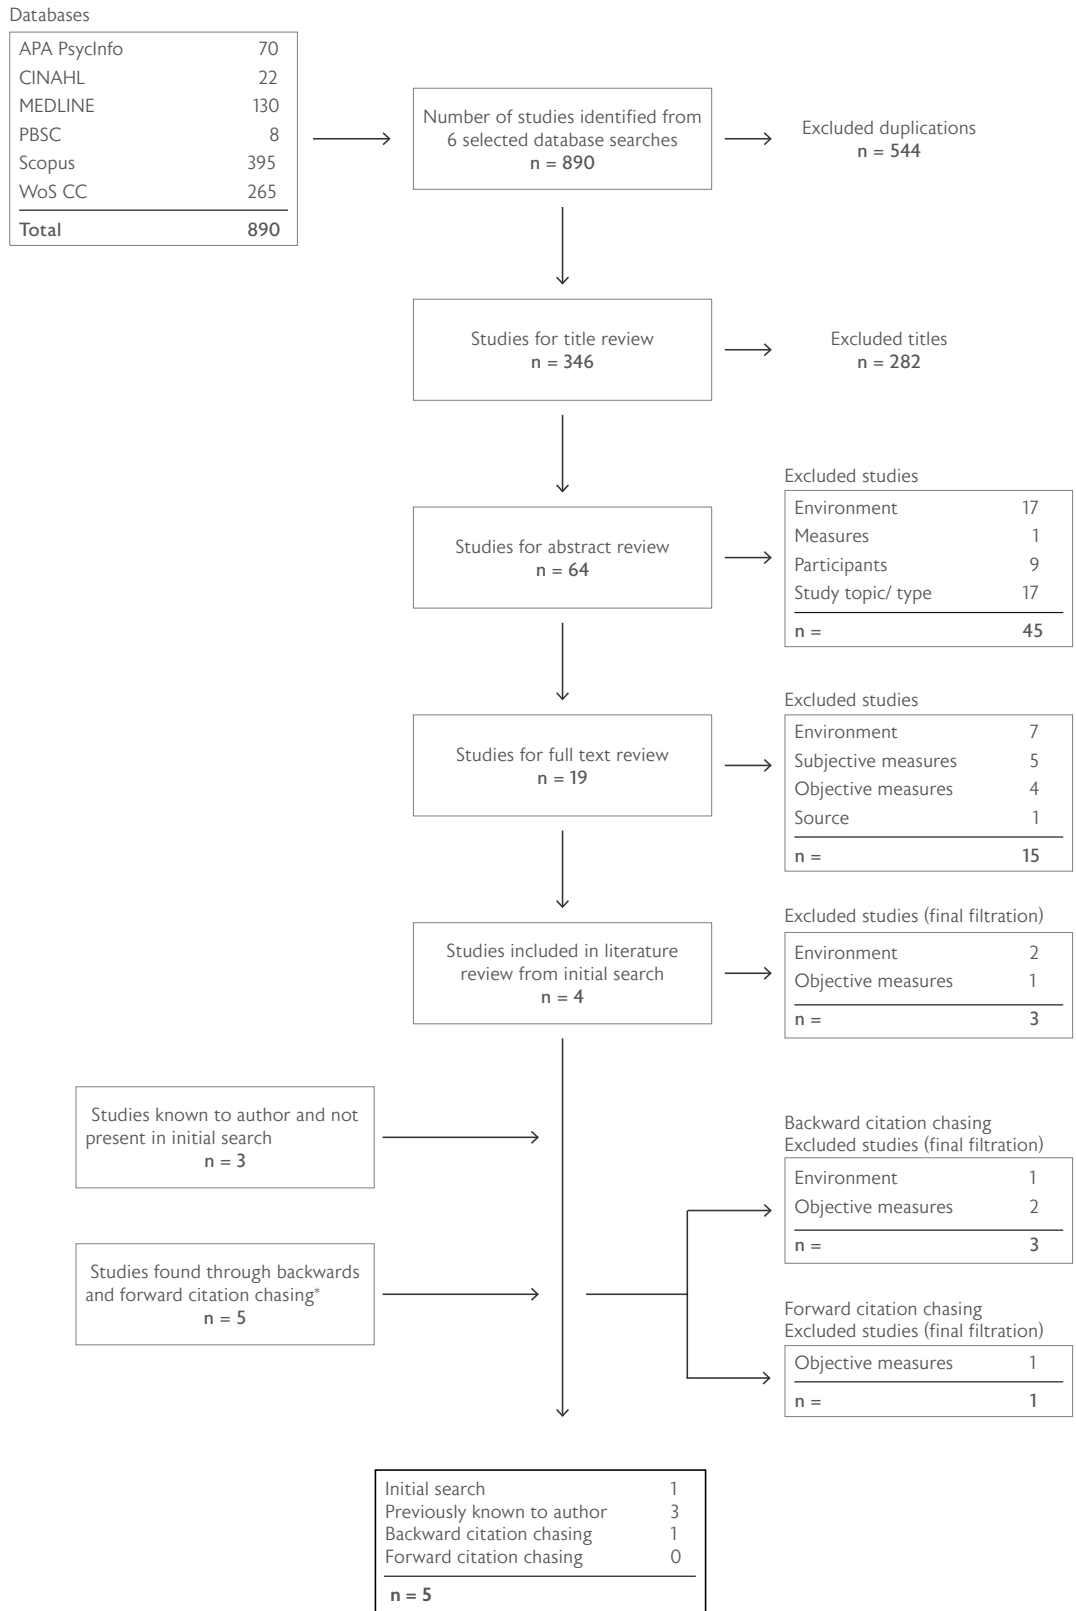 Databases
APA PsycInfo 70
CINAHL 22
MEDLINE 130
PBSC 8
Scopus 395
WoS CC 265
Total 890
Number of studies identified from
6 selected database searches
n = 890
Excluded duplications
n = 544
Studies for title review
n = 346
Excluded titles
n = 282
Studies for abstract review
n = 64
Excluded studies
Environment 17
Measures 1
Participants 9
Study topic/ type 17
n = 45
Studies for full text review
n = 19
Excluded studies
Environment 7
Subjective measures 5
Objective measures 4
Source 1
n = 15
Studies included in literature
review from initial search
n = 4
Excluded studies (final filtration)
Environment 2
Objective measures 1
n = 3
Studies known to author and not
present in initial search
n = 3
Backward citation chasing
Excluded studies (final filtration)
Environment 1
Objective measures 2
n = 3
Studies found through backwards
and forward citation chasing*
n = 5
Forward citation chasing
Excluded studies (final filtration)
Objective measures 1
n = 1
Initial search 1
Previously known to author 3
Backward citation chasing 1
Forward citation chasing 0
n = 5